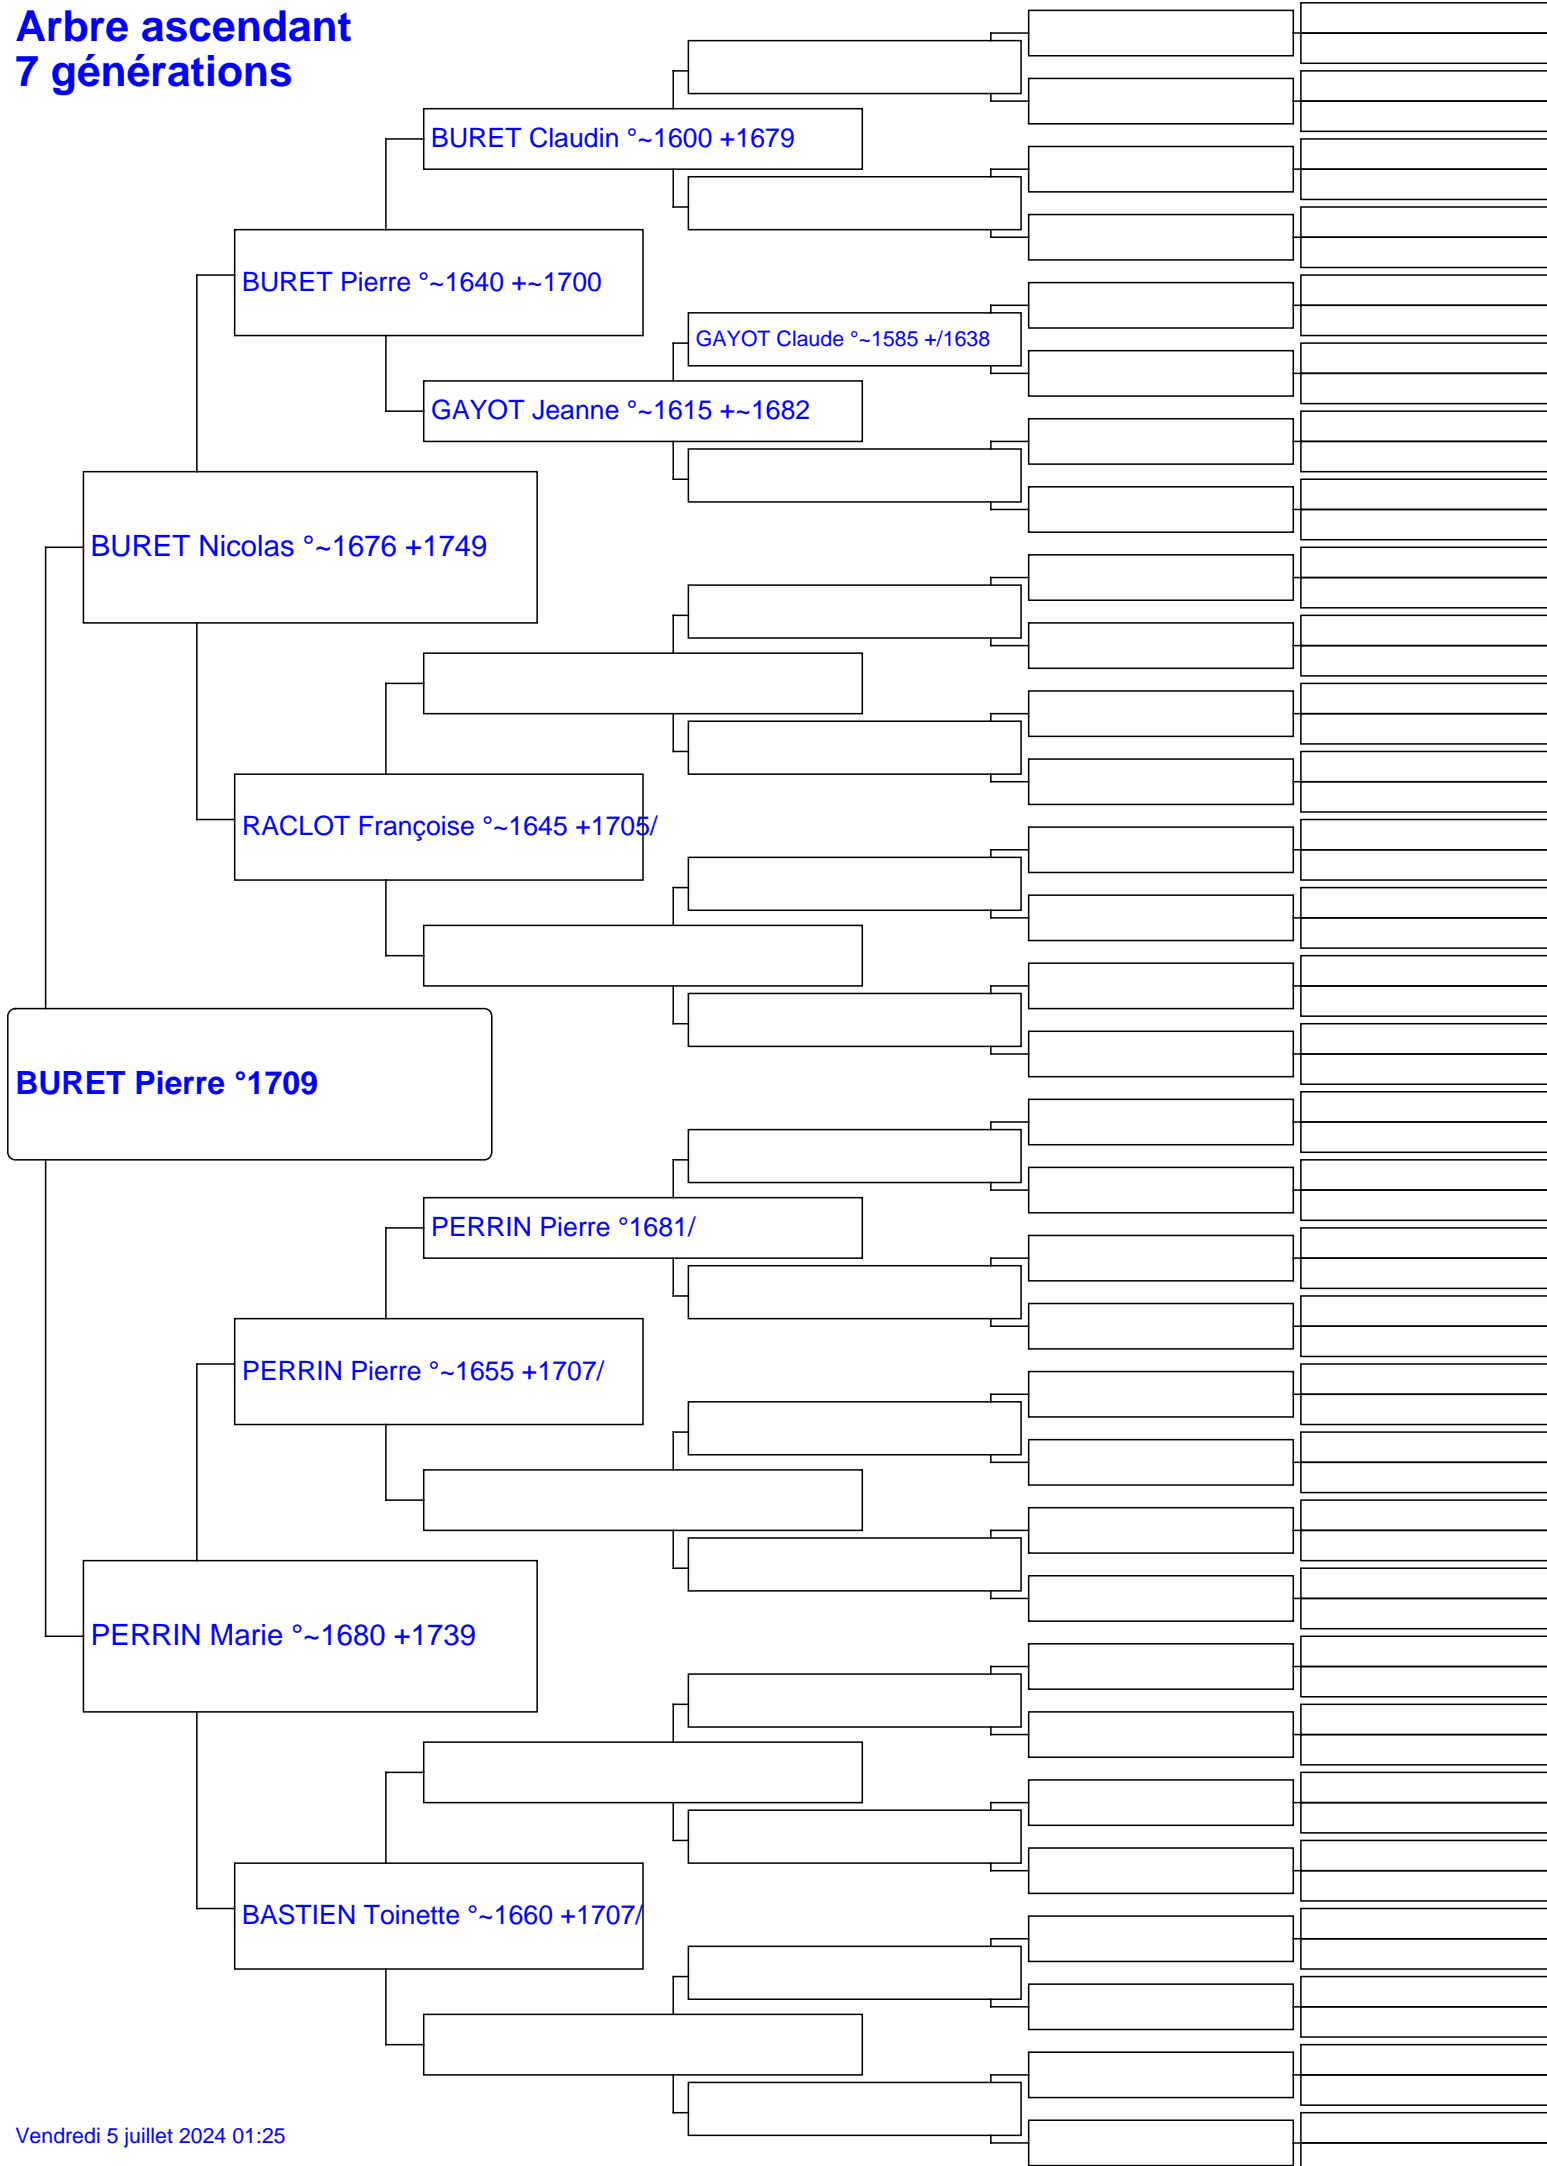 Arbre ascendant
7 générations
BURET Claudin °~1600 +1679
BURET Pierre °~1640 +~1700
GAYOT Claude °~1585 +/1638
GAYOT Jeanne °~1615 +~1682
BURET Nicolas °~1676 +1749
RACLOT Françoise °~1645 +1705/
BURET Pierre °1709
PERRIN Pierre °1681/
PERRIN Pierre °~1655 +1707/
PERRIN Marie °~1680 +1739
BASTIEN Toinette °~1660 +1707/
Vendredi 5 juillet 2024 01:25